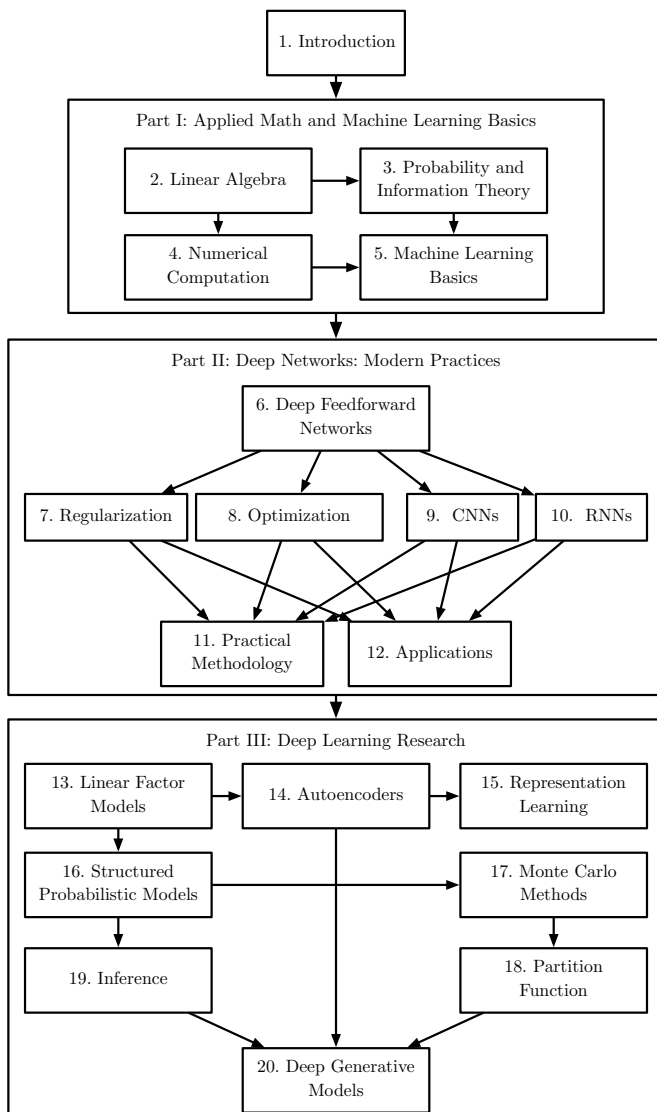 1. Introduction
Part I: Applied Math and Machine Learning Basics
2. Linear Algebra
3. Probability and
Information Theory
4. Numerical
Computation
5. Machine Learning
Basics
Part II: Deep Networks: Modern Practices
6. Deep Feedforward
Networks
7. Regularization
8. Optimization
9. CNNs
10. RNNs
11. Practical
Methodology
12. Applications
Part III: Deep Learning Research
13. Linear Factor
Models
14. Autoencoders
15. Representation
Learning
16. Structured
Probabilistic Models
17. Monte Carlo
Methods
19. Inference
18. Partition
Function
20. Deep Generative
Models